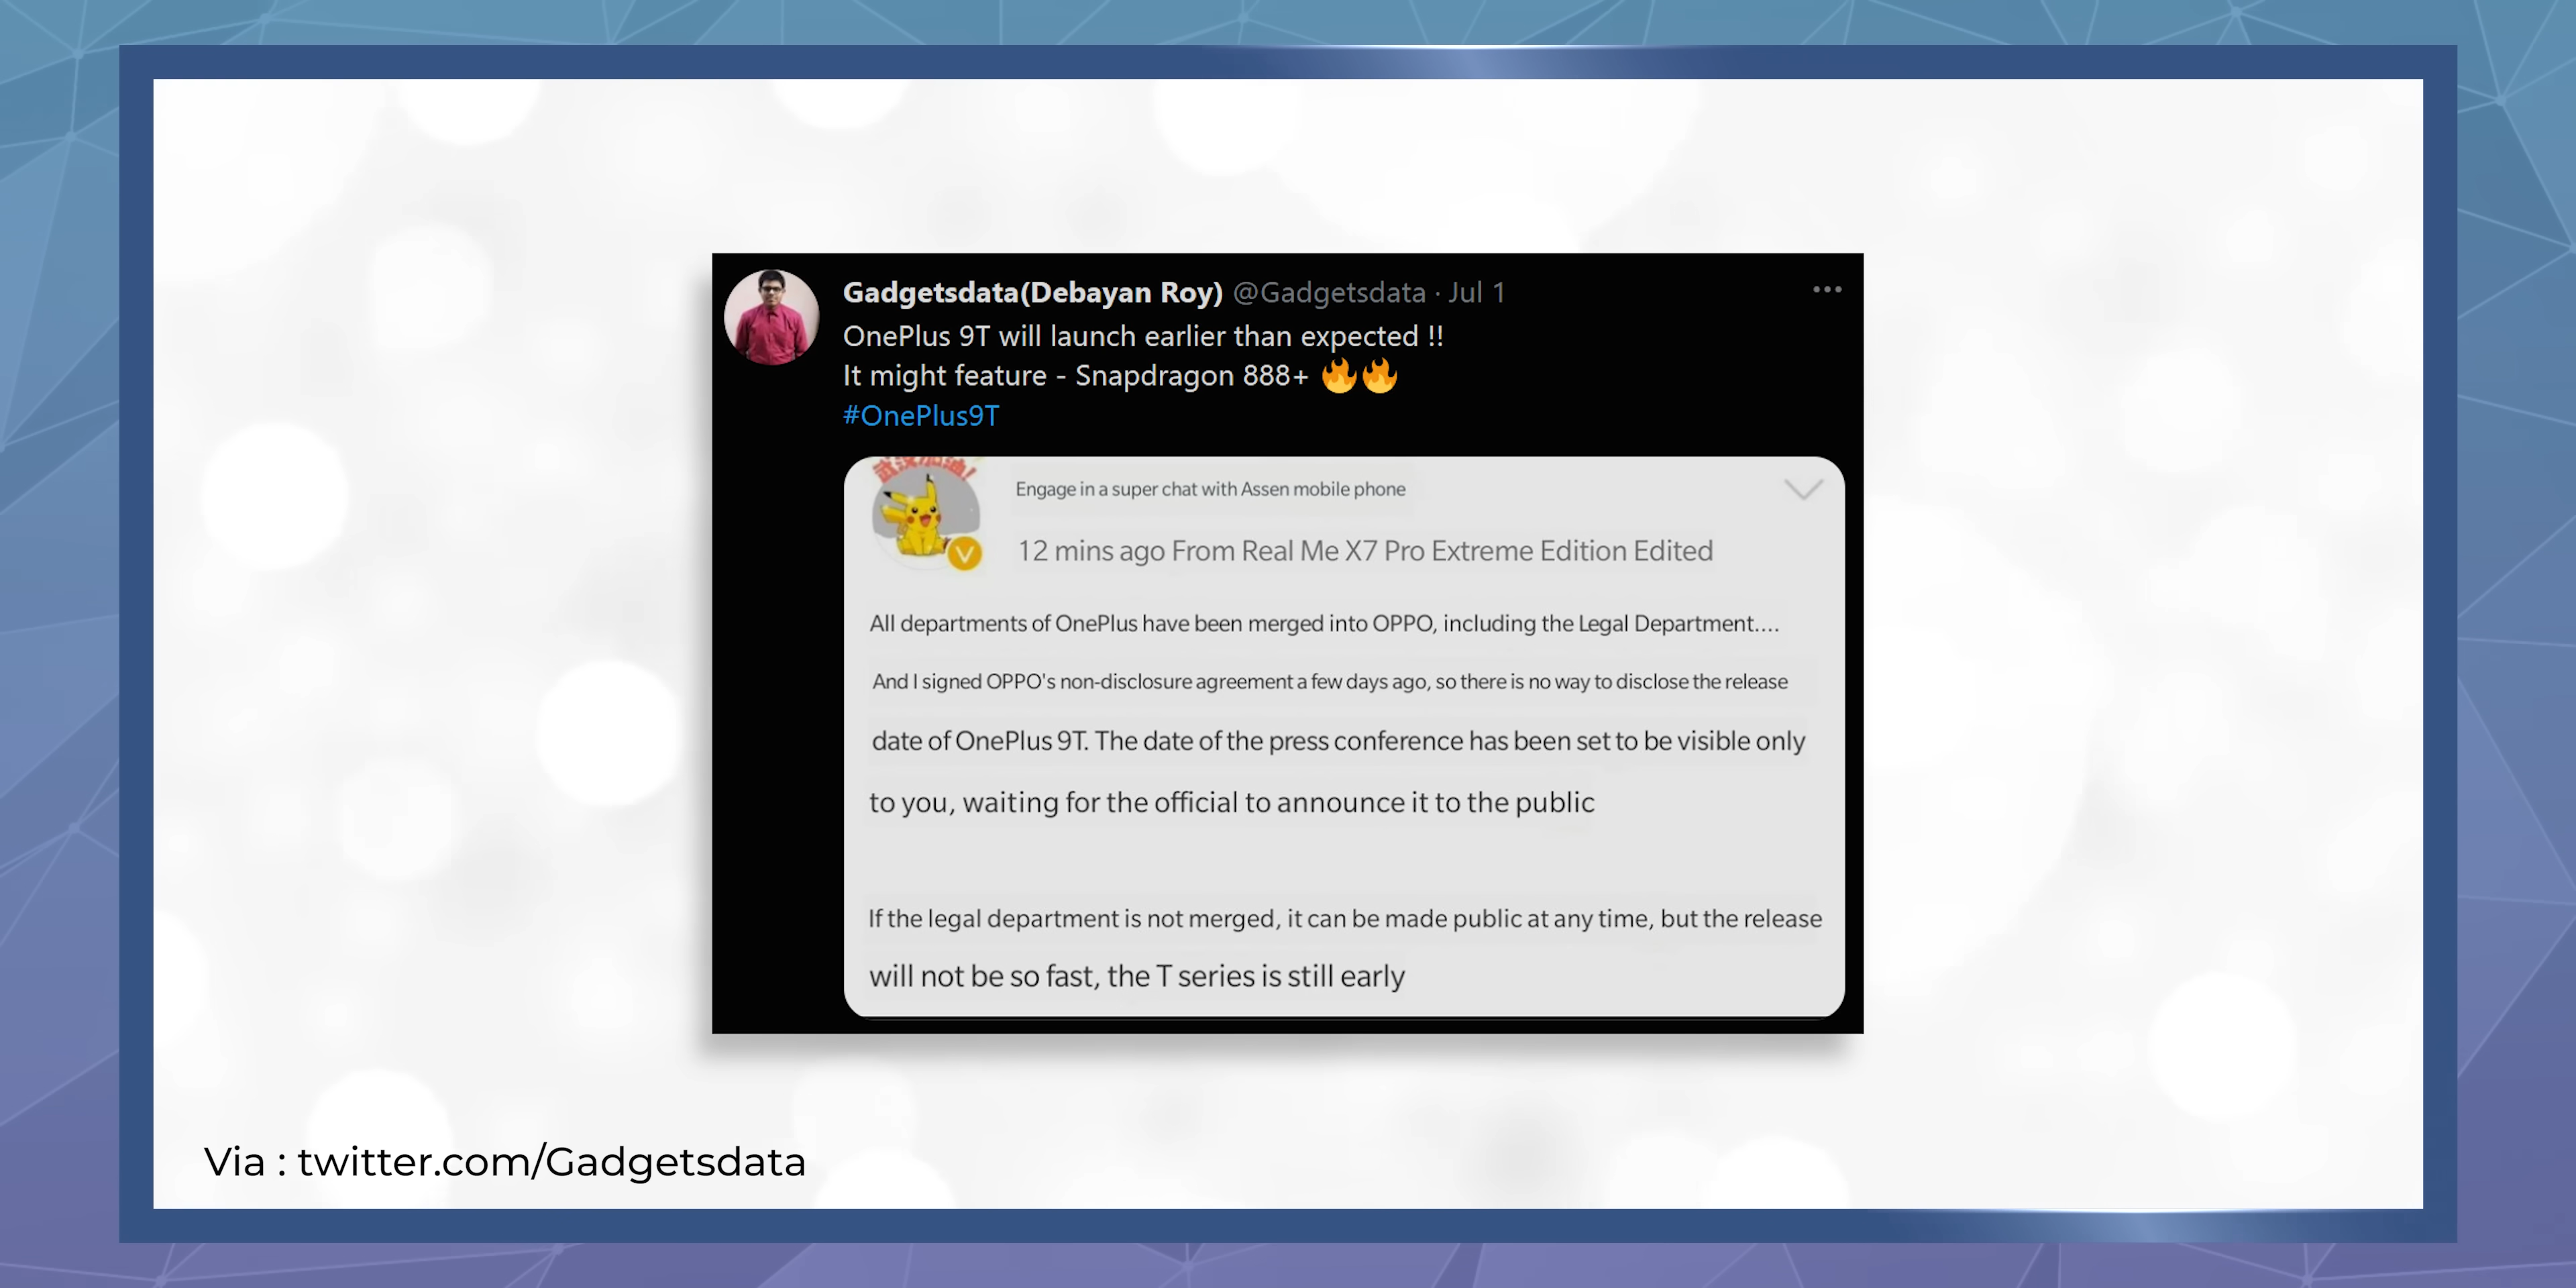 Gadgetsdata(Debayan Roy) @Gadgetsdata · Jul 1
OnePlus 9T will launch earlier than expected !!
It might feature - Snapdragon 888+ 🔥🔥
#OnePlus9T
武汉加油!
Engage in a super chat with Assen mobile phone
12 mins ago From Real Me X7 Pro Extreme Edition Edited
All departments of OnePlus have been merged into OPPO, including the Legal Department....
And I signed OPPO's non-disclosure agreement a few days ago, so there is no way to disclose the release
date of OnePlus 9T. The date of the press conference has been set to be visible only
to you, waiting for the official to announce it to the public
If the legal department is not merged, it can be made public at any time, but the release
will not be so fast, the T series is still early
Via : twitter.com/Gadgetsdata